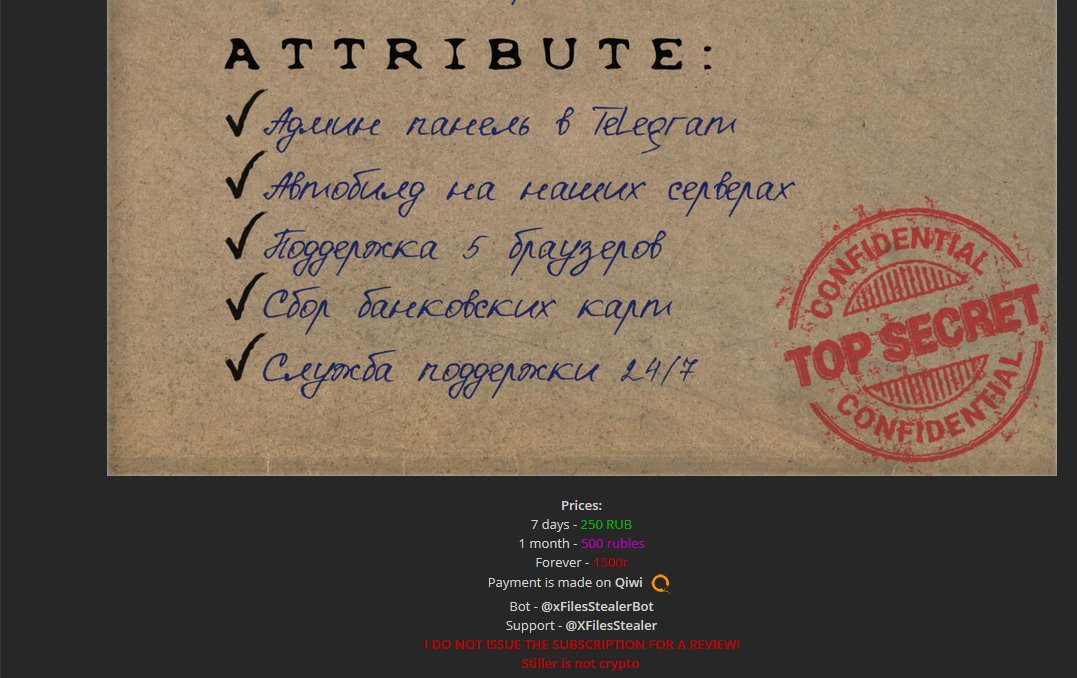 ATTRIBUTE:
Админ панель в Telegram
Автобилд на наших серверах
Поддержка 5 браузеров
Сбор банковских карт
Служба поддержки 24/7
CONFIDENTIAL
TOP SECRET
CONFIDENTIAL
Prices:
7 days - 250 RUB
1 month - 500 rubles
Forever - 1500r
Payment is made on Qiwi
Bot - @xFilesStealerBot
Support - @XFilesStealer
I DO NOT ISSUE THE SUBSCRIPTION FOR A REVIEW!
Stiller is not crypto